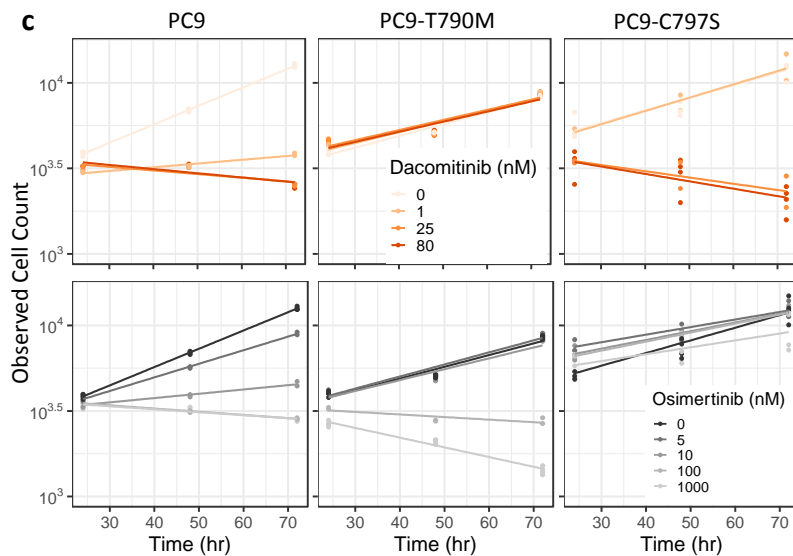 c
PC9
PC9-T790M
PC9-C797S
Observed Cell Count
10^4
10^3.5
10^3
Dacomitinib (nM)
0
1
25
80
10^4
10^3.5
10^3
Osimertinib (nM)
0
5
10
100
1000
30 40 50 60 70
30 40 50 60 70
30 40 50 60 70
Time (hr)
Time (hr)
Time (hr)